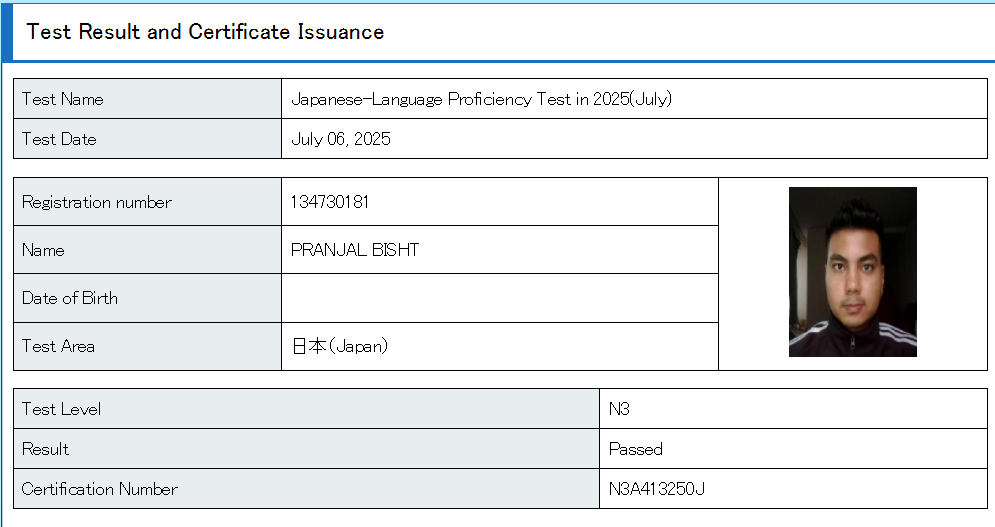 Test Result and Certificate Issuance
Test Name Japanese-Language Proficiency Test in 2025(July)
Test Date July 06, 2025
Registration number 134730181
Name PRANJAL BISHT
Date of Birth
Test Area 日本(Japan)
Test Level N3
Result Passed
Certification Number N3A413250J